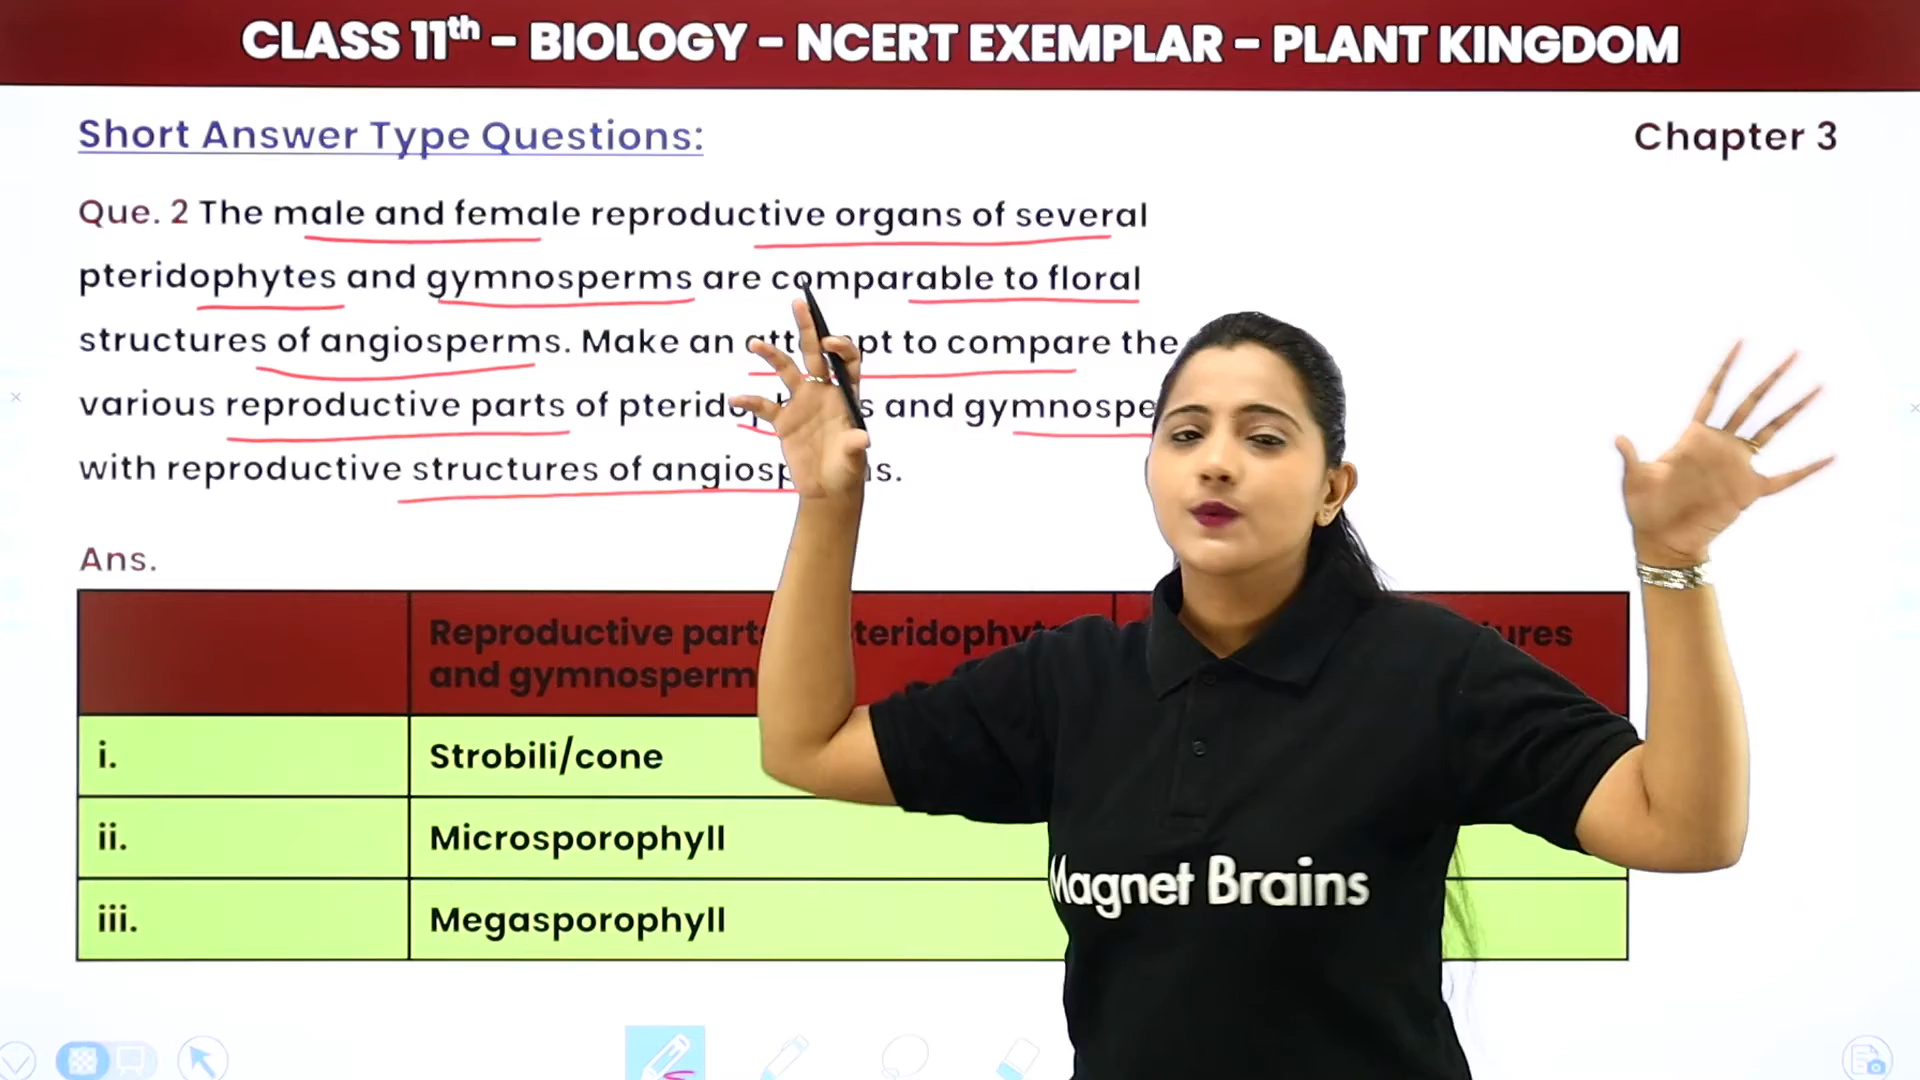 CLASS 11th - BIOLOGY - NCERT EXEMPLAR - PLANT KINGDOM
Short Answer Type Questions:
Chapter 3
Que. 2 The male and female reproductive organs of several
pteridophytes and gymnosperms are comparable to floral
structures of angiosperms. Make an to compare the
various reproductive parts of and
with reproductive structures of
Ans.
Reproductive
and
i. Strobili/cone
ii. Microsporophyll
iii. Megasporophyll
Magnet Brains